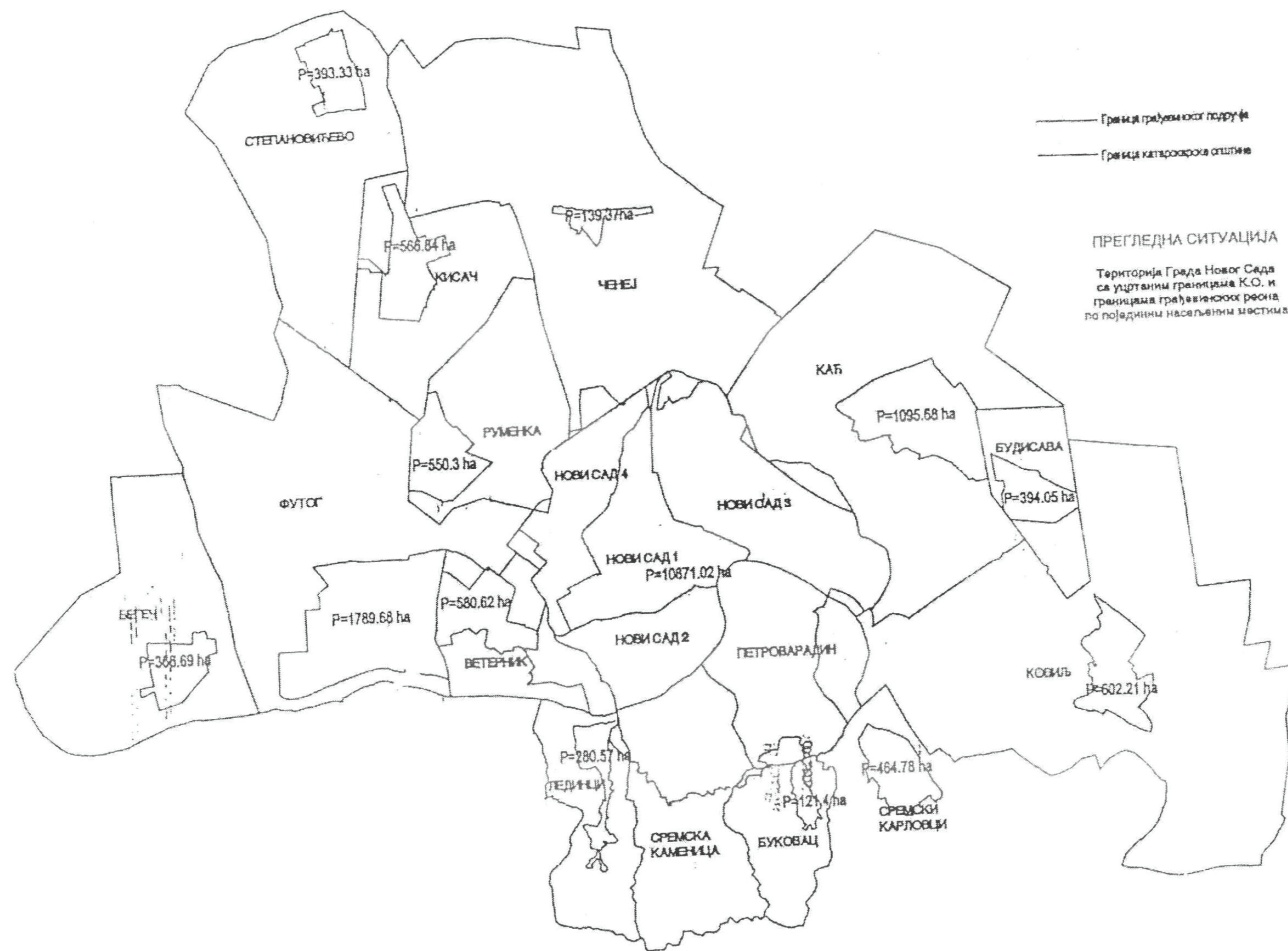 P=393.33 ha
СТЕПАНОВИЋЕВО
Граница грађевинског подручја
Граница катарскарска општине
P=139.37ha
P=566.84 ha
КИСАЧ
ЧЕНЕЈ
ПРЕГЛЕДНА СИТУАЦИЈА
Територија Града Новог Сада
са уцртаним границама К.О. и
границама грађевинских реона
по појединим насељеним местима
КАЋ
P=1095.68 ha
РУМЕНКА
P=550.3 ha
НОВИ САД 4
БУДИСАВА
P=394.05 ha
ФУТОГ
НОВИ САД 3
НОВИ САД 1
P=10871.02 ha
P=580.62 ha
P=1789.68 ha
БЕГЕЧ
НОВИ САД 2
ПЕТРОВАРАДИН
P=366.69 ha
ВЕТЕРНИК
КОВИЉ
P=602.21 ha
P=280.57 ha
ЛЕДИНЦИ
P=464.78 ha
P=121.4 ha
СРЕМСКИ
КАРЛОВЦИ
СРЕМСКА
КАМЕНИЦА
БУКОВАЦ